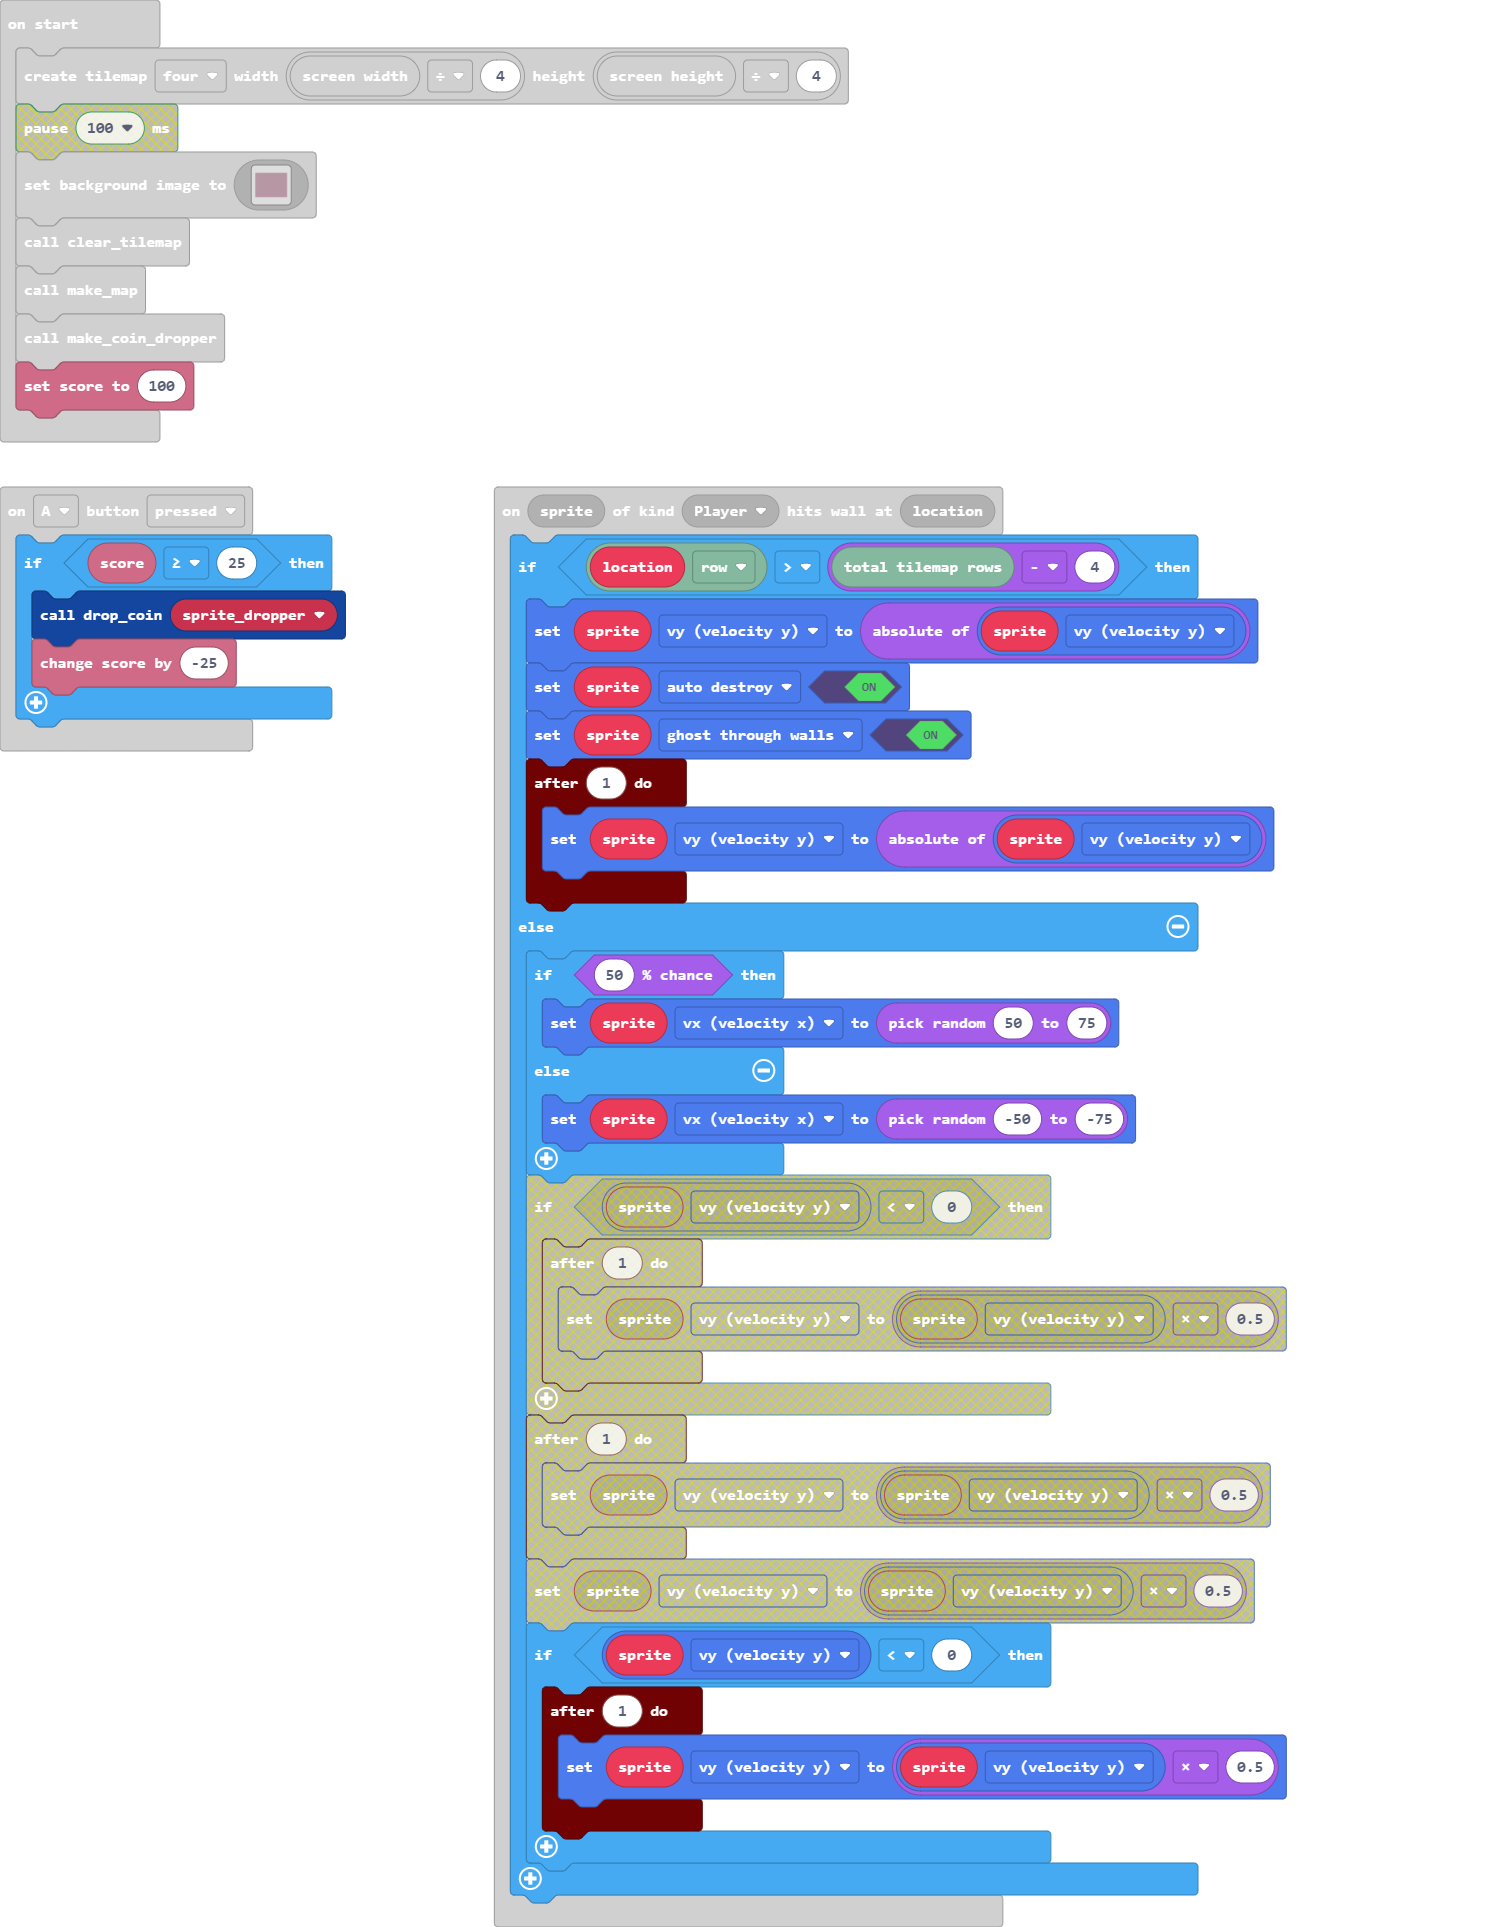 on start
create tilemap four width screen width ÷ 4 height screen height ÷ 4
pause 100 ms
set background image to
call clear_tilemap
call make_map
call make_coin_dropper
set score to 100
on A button pressed
if score ≥ 25 then
call drop_coin sprite_dropper
change score by -25
on sprite of kind Player hits wall at location
if location row > total tilemap rows - 4 then
set sprite vy (velocity y) to absolute of sprite vy (velocity y)
set sprite auto destroy ON
set sprite ghost through walls ON
after 1 do
set sprite vy (velocity y) to absolute of sprite vy (velocity y)
else
if 50 % chance then
set sprite vx (velocity x) to pick random 50 to 75
else
set sprite vx (velocity x) to pick random -50 to -75
if sprite vy (velocity y) < 0 then
after 1 do
set sprite vy (velocity y) to sprite vy (velocity y) × 0.5
after 1 do
set sprite vy (velocity y) to sprite vy (velocity y) × 0.5
set sprite vy (velocity y) to sprite vy (velocity y) × 0.5
if sprite vy (velocity y) < 0 then
after 1 do
set sprite vy (velocity y) to sprite vy (velocity y) × 0.5